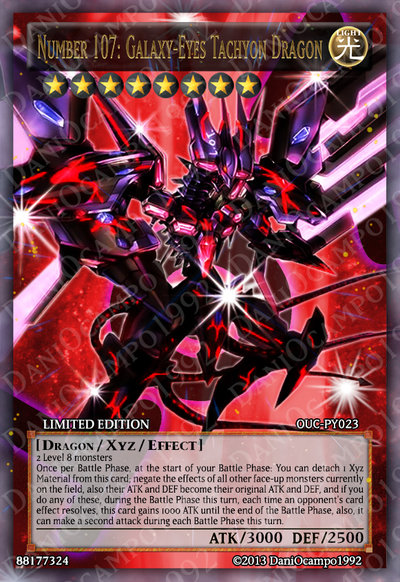 Number 107: Galaxy-Eyes Tachyon Dragon
LIGHT
光
LIMITED EDITION
OUC-PY023
[Dragon / Xyz / Effect]
2 Level 8 monsters
Once per Battle Phase, at the start of your Battle Phase: You can detach 1 Xyz
Material from this card; negate the effects of all other face-up monsters currently
on the field, also their ATK and DEF become their original ATK and DEF, and if you
do any of these, during the Battle Phase this turn, each time an opponent's card
effect resolves, this card gains 1000 ATK until the end of the Battle Phase, also, it
can make a second attack during each Battle Phase this turn.
ATK/3000 DEF/2500
88177324
©2013 DaniOcampo1992
DaniOcampo1992